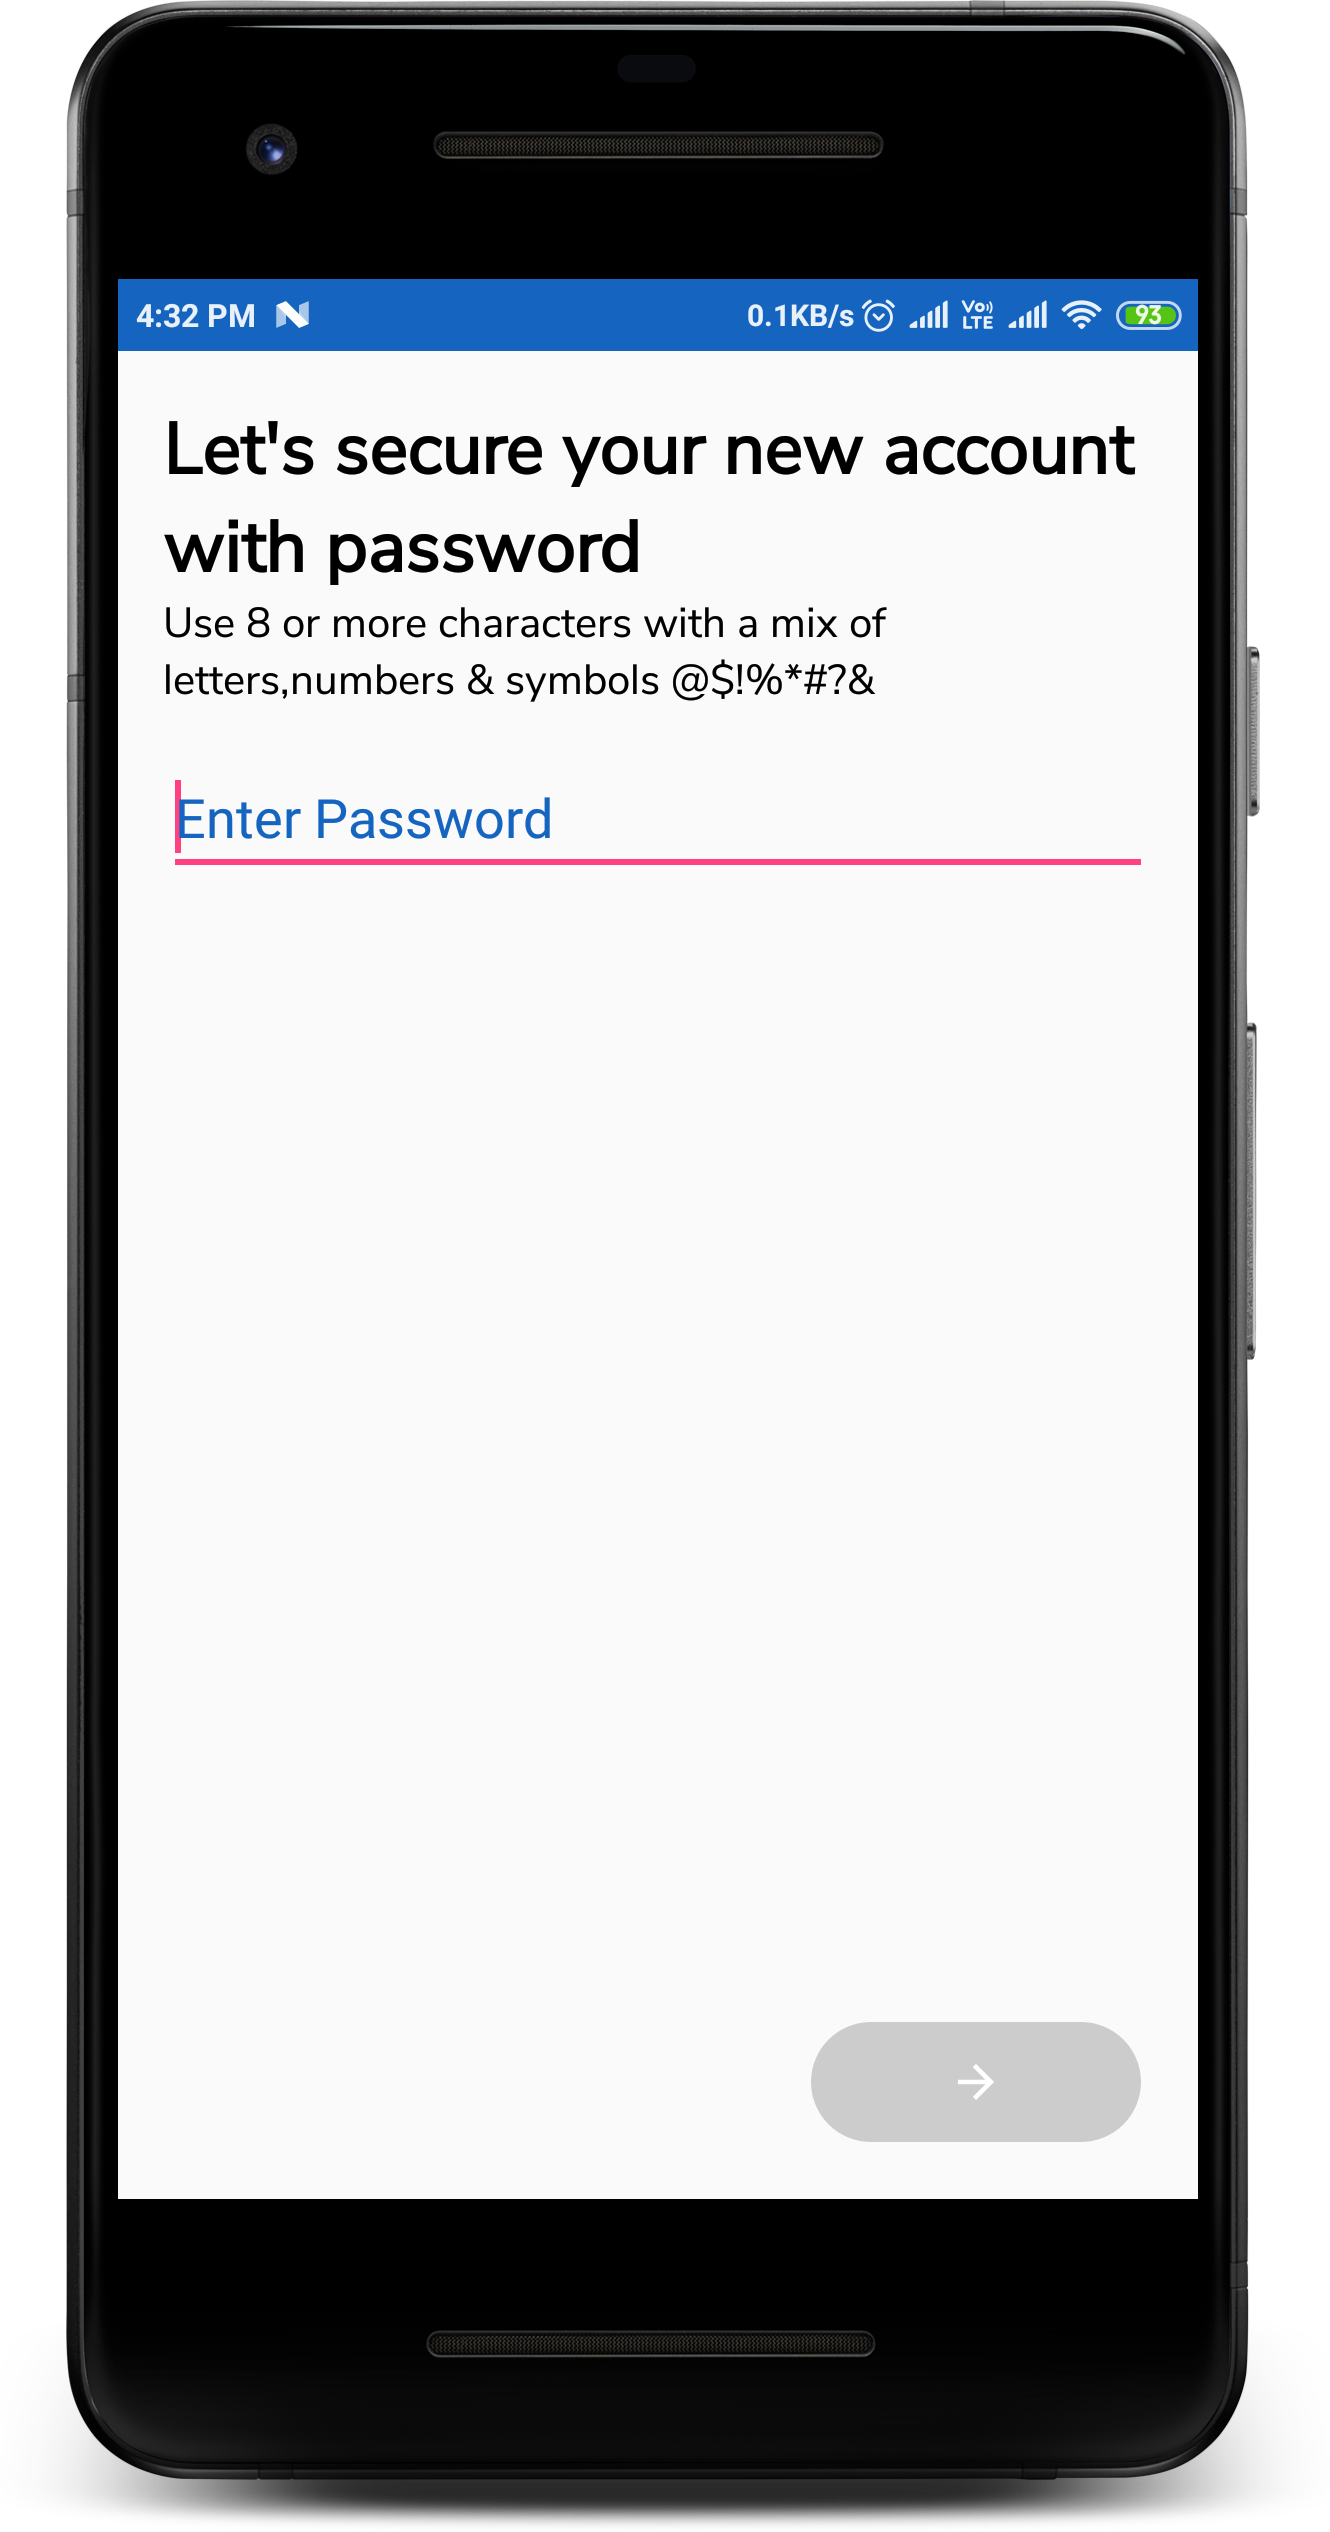 4:32 PM 0.1KB/s Vo) LTE 93
Let's secure your new account
with password
Use 8 or more characters with a mix of
letters,numbers & symbols @$!%*#?&
Enter Password